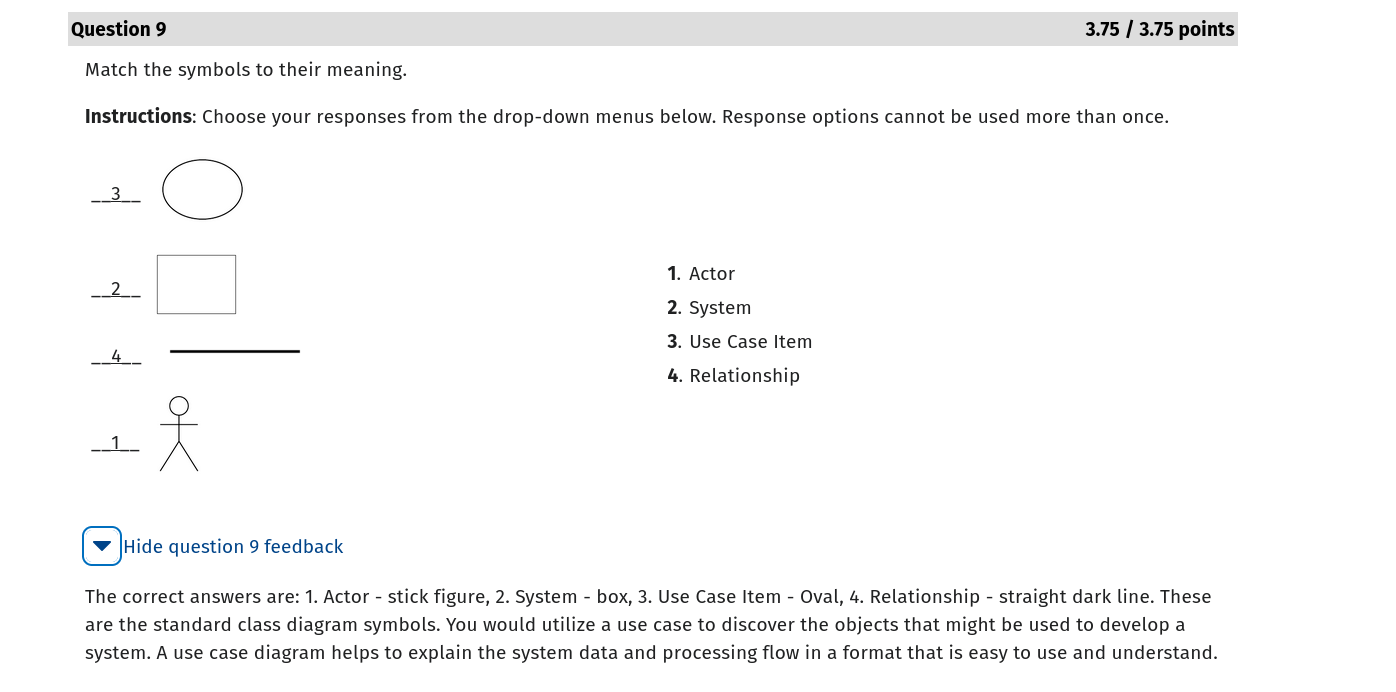 Question 9 3.75 / 3.75 points
Match the symbols to their meaning.
Instructions: Choose your responses from the drop-down menus below. Response options cannot be used more than once.
__3__
__2__
__4__
__1__
1. Actor
2. System
3. Use Case Item
4. Relationship
Hide question 9 feedback
The correct answers are: 1. Actor - stick figure, 2. System - box, 3. Use Case Item - Oval, 4. Relationship - straight dark line. These
are the standard class diagram symbols. You would utilize a use case to discover the objects that might be used to develop a
system. A use case diagram helps to explain the system data and processing flow in a format that is easy to use and understand.